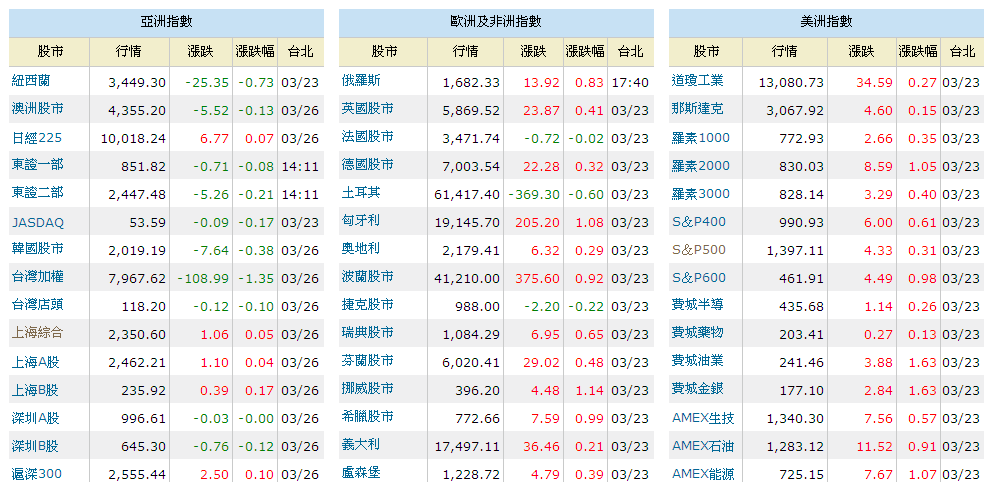 亞洲指數
股市 行情 漲跌 漲跌幅 台北
紐西蘭 3,449.30 -25.35 -0.73 03/23
澳洲股市 4,355.20 -5.52 -0.13 03/26
日經225 10,018.24 6.77 0.07 03/26
東證一部 851.82 -0.71 -0.08 14:11
東證二部 2,447.48 -5.26 -0.21 14:11
JASDAQ 53.59 -0.09 -0.17 03/23
韓國股市 2,019.19 -7.64 -0.38 03/26
台灣加權 7,967.62 -108.99 -1.35 03/26
台灣店頭 118.20 -0.12 -0.10 03/26
上海綜合 2,350.60 1.06 0.05 03/26
上海A股 2,462.21 1.10 0.04 03/26
上海B股 235.92 0.39 0.17 03/26
深圳A股 996.61 -0.03 -0.00 03/26
深圳B股 645.30 -0.76 -0.12 03/26
滬深300 2,555.44 2.50 0.10 03/26
歐洲及非洲指數
股市 行情 漲跌 漲跌幅 台北
俄羅斯 1,682.33 13.92 0.83 17:40
英國股市 5,869.52 23.87 0.41 03/23
法國股市 3,471.74 -0.72 -0.02 03/23
德國股市 7,003.54 22.28 0.32 03/23
土耳其 61,417.40 -369.30 -0.60 03/23
匈牙利 19,145.70 205.20 1.08 03/23
奧地利 2,179.41 6.32 0.29 03/23
波蘭股市 41,210.00 375.60 0.92 03/23
捷克股市 988.00 -2.20 -0.22 03/23
瑞典股市 1,084.29 6.95 0.65 03/23
芬蘭股市 6,020.41 29.02 0.48 03/23
挪威股市 396.20 4.48 1.14 03/23
希臘股市 772.66 7.59 0.99 03/23
義大利 17,497.11 36.46 0.21 03/23
盧森堡 1,228.72 4.79 0.39 03/23
美洲指數
股市 行情 漲跌 漲跌幅 台北
道瓊工業 13,080.73 34.59 0.27 03/23
那斯達克 3,067.92 4.60 0.15 03/23
羅素1000 772.93 2.66 0.35 03/23
羅素2000 830.03 8.59 1.05 03/23
羅素3000 828.14 3.29 0.40 03/23
S&P400 990.93 6.00 0.61 03/23
S&P500 1,397.11 4.33 0.31 03/23
S&P600 461.91 4.49 0.98 03/23
費城半導 435.68 1.14 0.26 03/23
費城藥物 203.41 0.27 0.13 03/23
費城油業 241.46 3.88 1.63 03/23
費城金銀 177.10 2.84 1.63 03/23
AMEX生技 1,340.30 7.56 0.57 03/23
AMEX石油 1,283.12 11.52 0.91 03/23
AMEX能源 725.15 7.67 1.07 03/23